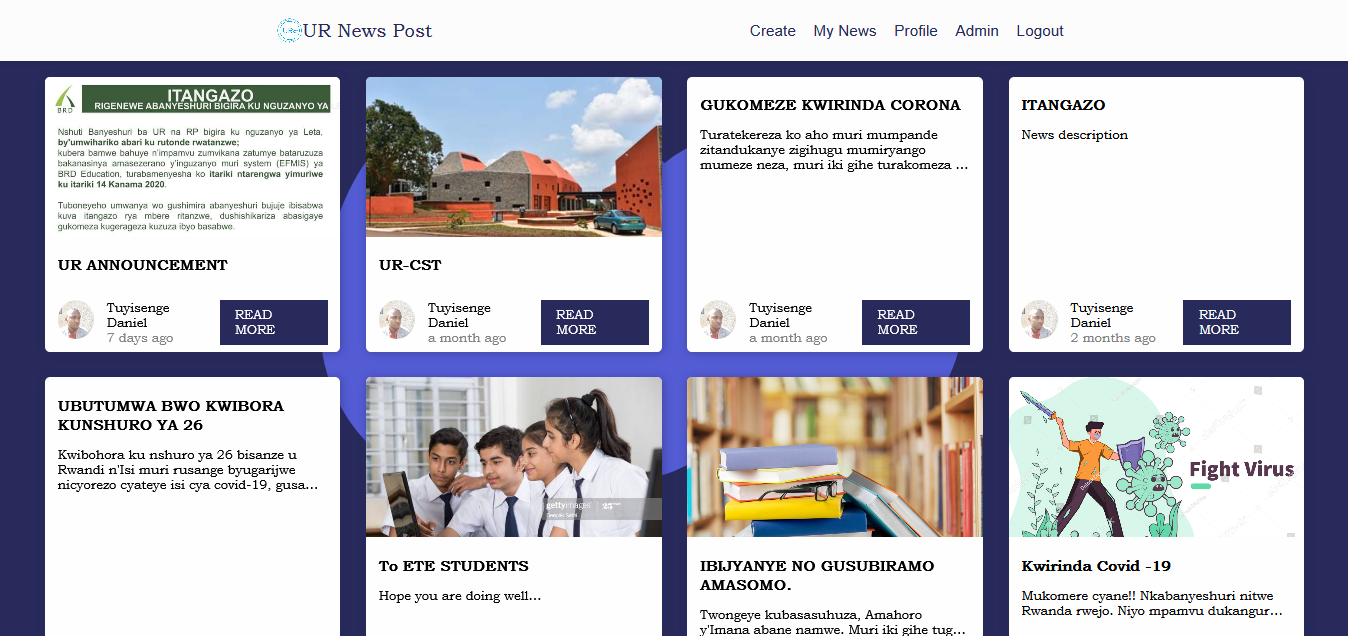 UR News Post
Create
My News
Profile
Admin
Logout
BRD
ITANGAZO
RIGENEWE ABANYESHURI BIGIRA KU NGUZANYO YA
Nshuti Banyeshuri ba UR na RP bigira ku nguzanyo ya Leta,
by'umwihariko abari ku rutonde rwatanzwe;
kubera bamwe bahuye n'impamvu zumvikana zatumye bataruzuza
bakanasinya amasezerano y'inguzanyo muri system (EFMIS) ya
BRD Education, turabamenyesha ko itariki ntarengwa yimuriwe
ku itariki 14 Kanama 2020.
Tuboneyeho umwanya wo gushimira abanyeshuri bujuje ibisabwa
kuva itangazo rya mbere ritanzwe, dushishikariza abasigaye
gukomeza kugerageza kuzuza ibyo basabwe.
UR ANNOUNCEMENT
Tuyisenge
Daniel
7 days ago
READ
MORE
UR-CST
Tuyisenge
Daniel
a month ago
READ
MORE
GUKOMEZE KWIRINDA CORONA
Turatekereza ko aho muri mumpande
zitandukanye zigihugu mumiryango
mumeze neza, muri iki gihe turakomeza ...
Tuyisenge
Daniel
a month ago
READ
MORE
ITANGAZO
News description
Tuyisenge
Daniel
2 months ago
READ
MORE
UBUTUMWA BWO KWIBORA
KUNSHURO YA 26
Kwibohora ku nshuro ya 26 bisanze u
Rwandi n'Isi muri rusange byugarijwe
nicyorezo cyateye isi cya covid-19, gusa...
gettyimages
To ETE STUDENTS
Hope you are doing well...
IBIJYANYE NO GUSUBIRAMO
AMASOMO.
Twongeye kubasasuhuza, Amahoro
y'Imana abane namwe. Muri iki gihe tug...
Fight Virus
Kwirinda Covid -19
Mukomere cyane!! Nkabanyeshuri nitwe
Rwanda rwejo. Niyo mpamvu dukangur...